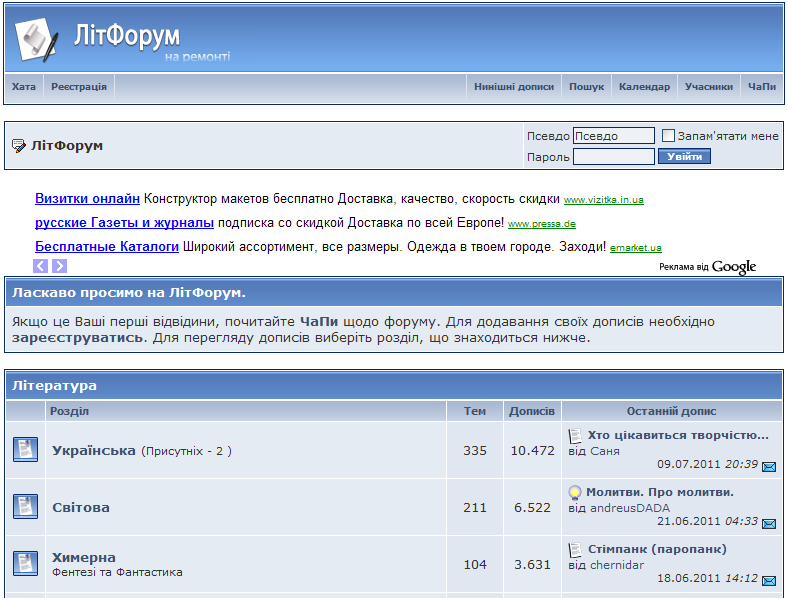 ЛітФорум
на ремонті
Хата Реєстрація Нинішні дописи Пошук Календар Учасники ЧаПи
ЛітФорум
Псевдо Псевдо Запам'ятати мене
Пароль Увійти
Визитки онлайн Конструктор макетов бесплатно Доставка, качество, скорость скидки www.vizitka.in.ua
русские Газеты и журналы подписка со скидкой Доставка по всей Европе! www.pressa.de
Бесплатные Каталоги Широкий ассортимент, все размеры. Одежда в твоем городе. Заходи! emarket.ua
Реклама від Google
Ласкаво просимо на ЛітФорум.
Якщо це Ваші перші відвідини, почитайте ЧаПи щодо форуму. Для додавання своїх дописів необхідно
зареєструватись. Для перегляду дописів виберіть розділ, що знаходиться нижче.
Література
Розділ Тем Дописів Останній допис
Українська (Присутніх - 2 ) 335 10.472 Хто цікавиться творчістю...
від Саня
09.07.2011 20:39
Світова 211 6.522 Молитви. Про молитви.
від andreusDADA
21.06.2011 04:33
Химерна 104 3.631 Стімпанк (паропанк)
Фентезі та Фантастика від chernidar
18.06.2011 14:12